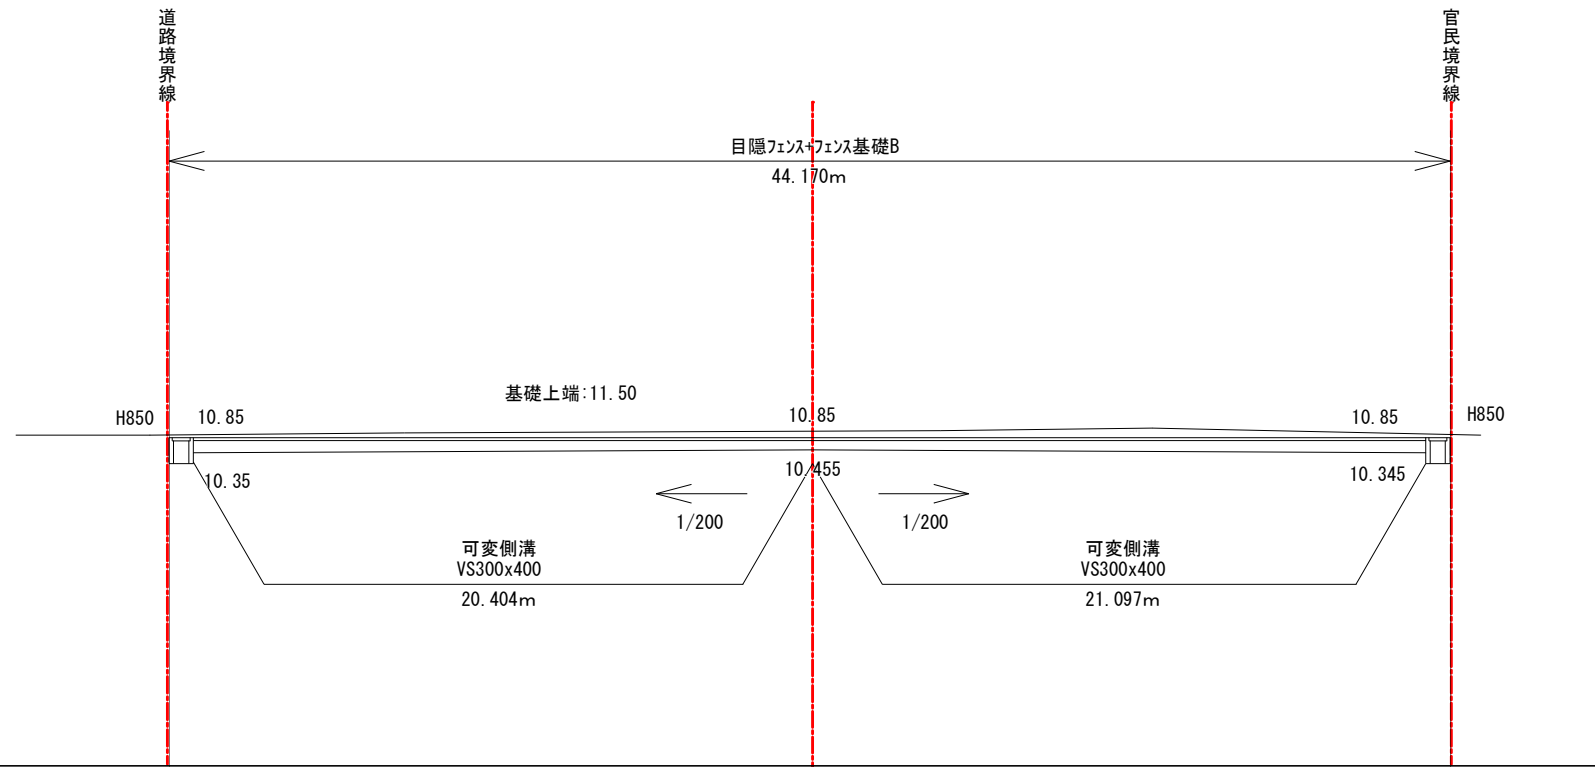 道路境界線
官民境界線
目隠フェンス+フェンス基礎B
44.170m
基礎上端:11.50
H850
10.85
10.85
10.85
H850
10.35
10.455
10.345
1/200
1/200
可変側溝
VS300x400
20.404m
可変側溝
VS300x400
21.097m